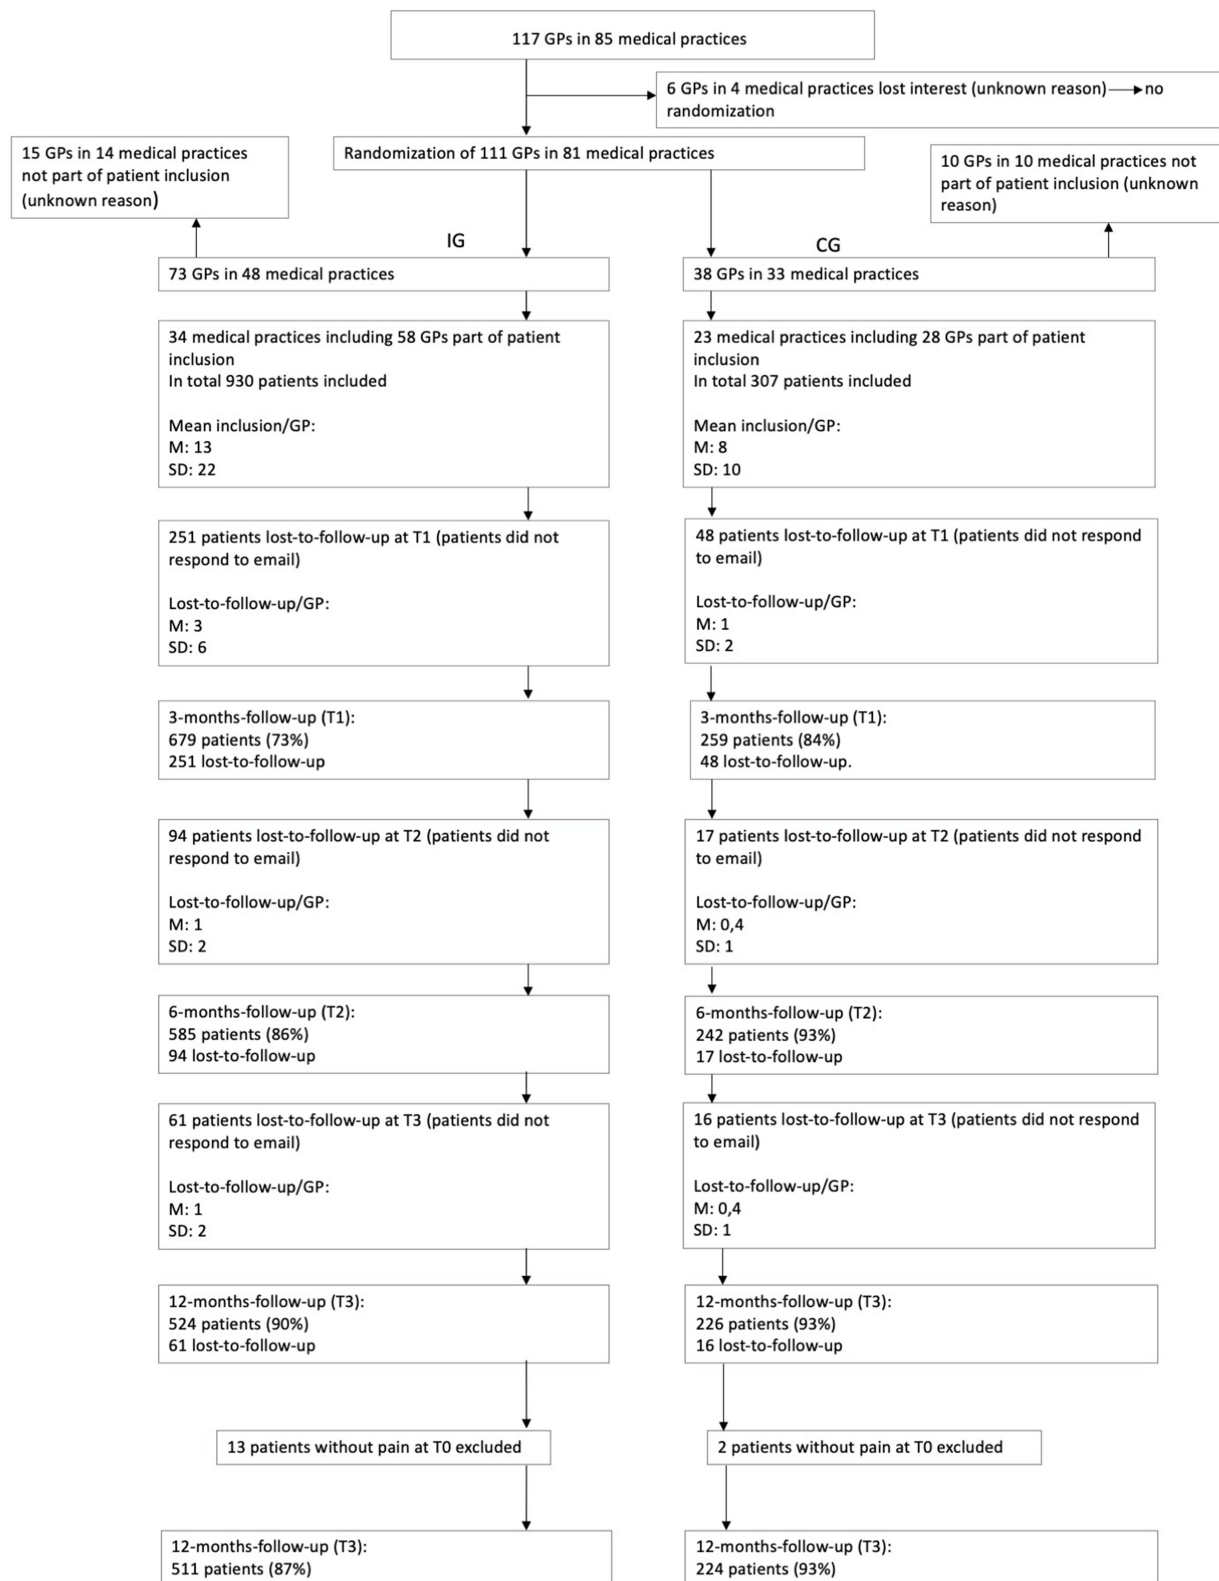 117 GPs in 85 medical practices
6 GPs in 4 medical practices lost interest (unknown reason)
no
randomization
15 GPs in 14 medical practices
not part of patient inclusion
(unknown reason)
Randomization of 111 GPs in 81 medical practices
10 GPs in 10 medical practices not
part of patient inclusion (unknown
reason)
IG
CG
73 GPs in 48 medical practices
38 GPs in 33 medical practices
34 medical practices including 58 GPs part of patient
inclusion
In total 930 patients included
Mean inclusion/GP:
M: 13
SD: 22
23 medical practices including 28 GPs part of patient
inclusion
In total 307 patients included
Mean inclusion/GP:
M: 8
SD: 10
251 patients lost-to-follow-up at T1 (patients did not
respond to email)
Lost-to-follow-up/GP:
M: 3
SD: 6
48 patients lost-to-follow-up at T1 (patients did not respond
to email)
Lost-to-follow-up/GP:
M: 1
SD: 2
3-months-follow-up (T1):
679 patients (73%)
251 lost-to-follow-up
3-months-follow-up (T1):
259 patients (84%)
48 lost-to-follow-up.
94 patients lost-to-follow-up at T2 (patients did not
respond to email)
Lost-to-follow-up/GP:
M: 1
SD: 2
17 patients lost-to-follow-up at T2 (patients did not respond
to email)
Lost-to-follow-up/GP:
M: 0,4
SD: 1
6-months-follow-up (T2):
585 patients (86%)
94 lost-to-follow-up
6-months-follow-up (T2):
242 patients (93%)
17 lost-to-follow-up
61 patients lost-to-follow-up at T3 (patients did not
respond to email)
Lost-to-follow-up/GP:
M: 1
SD: 2
16 patients lost-to-follow-up at T3 (patients did not respond
to email)
Lost-to-follow-up/GP:
M: 0,4
SD: 1
12-months-follow-up (T3):
524 patients (90%)
61 lost-to-follow-up
12-months-follow-up (T3):
226 patients (93%)
16 lost-to-follow-up
13 patients without pain at T0 excluded
2 patients without pain at T0 excluded
12-months-follow-up (T3):
511 patients (87%)
12-months-follow-up (T3):
224 patients (93%)